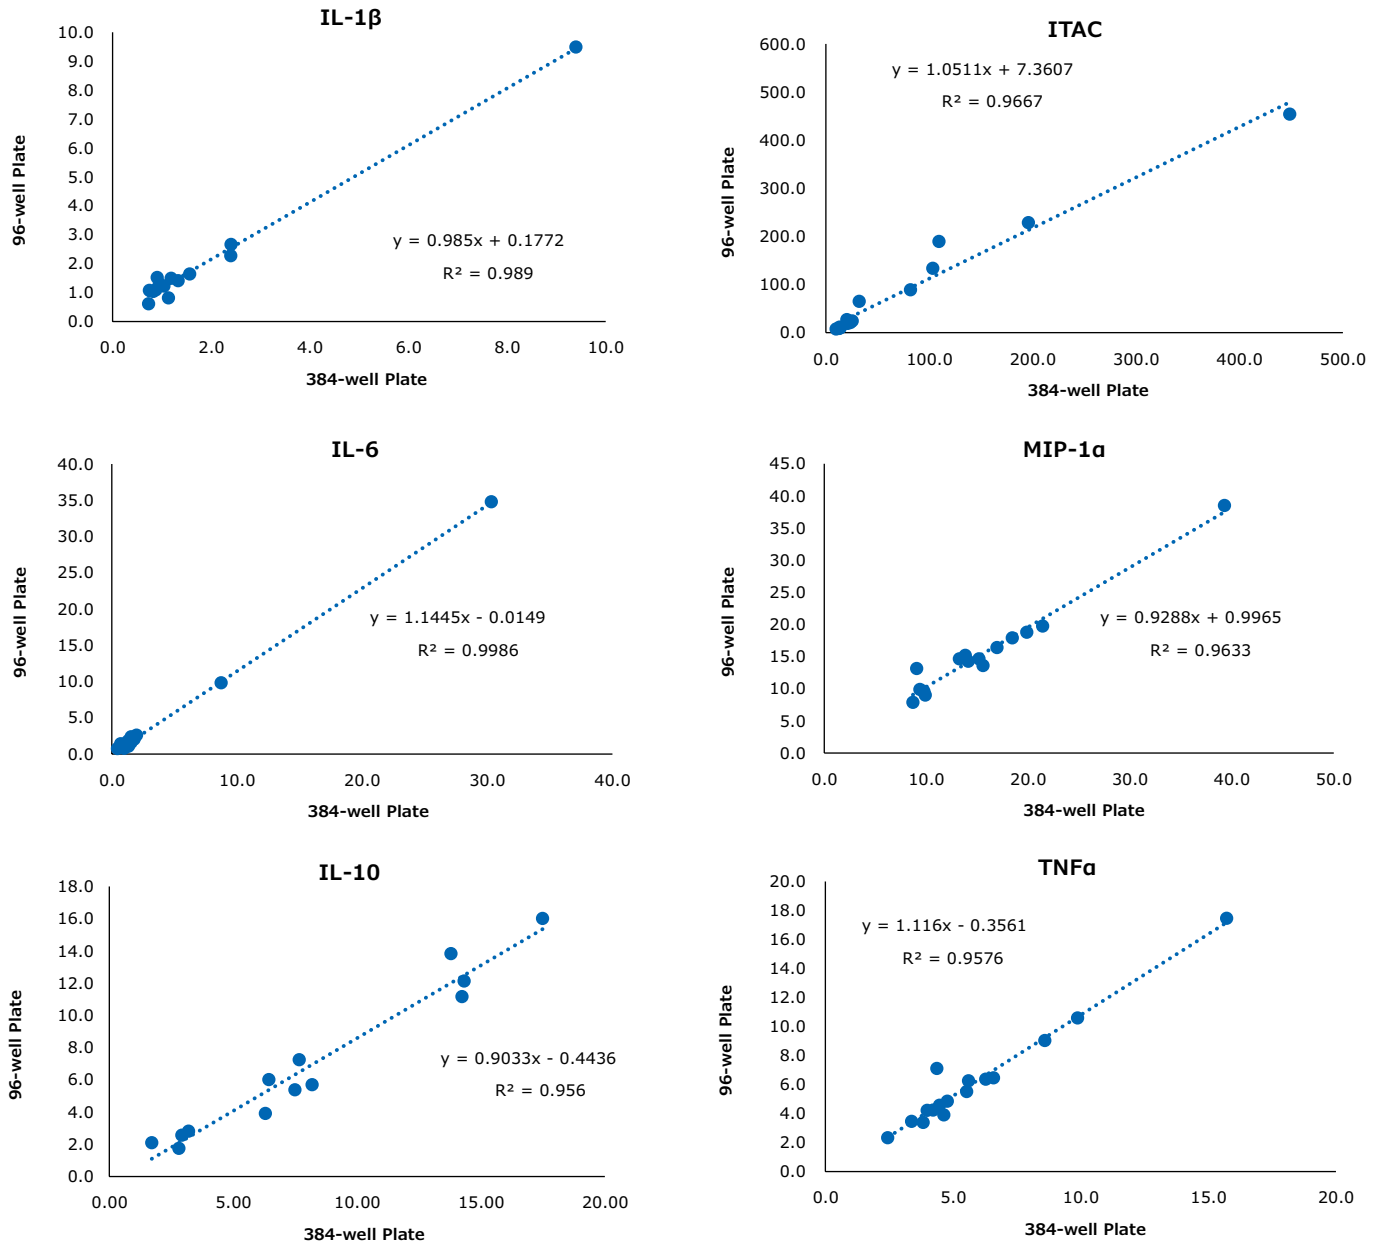 IL-1β
10.0
9.0
8.0
7.0
6.0
5.0
4.0
3.0
2.0
1.0
0.0
96-well Plate
y = 0.985x + 0.1772
R² = 0.989
0.0 2.0 4.0 6.0 8.0 10.0
384-well Plate
ITAC
600.0
500.0
400.0
300.0
200.0
100.0
0.0
96-well Plate
y = 1.0511x + 7.3607
R² = 0.9667
0.0 100.0 200.0 300.0 400.0 500.0
384-well Plate
IL-6
40.0
35.0
30.0
25.0
20.0
15.0
10.0
5.0
0.0
96-well Plate
y = 1.1445x - 0.0149
R² = 0.9986
0.0 10.0 20.0 30.0 40.0
384-well Plate
MIP-1α
45.0
40.0
35.0
30.0
25.0
20.0
15.0
10.0
5.0
0.0
96-well Plate
y = 0.9288x + 0.9965
R² = 0.9633
0.0 10.0 20.0 30.0 40.0 50.0
384-well Plate
IL-10
18.0
16.0
14.0
12.0
10.0
8.0
6.0
4.0
2.0
0.0
96-well Plate
y = 0.9033x - 0.4436
R² = 0.956
0.0 5.00 10.00 15.00 20.00
384-well Plate
TNFα
20.0
18.0
16.0
14.0
12.0
10.0
8.0
6.0
4.0
2.0
0.0
96-well Plate
y = 1.116x - 0.3561
R² = 0.9576
0.0 5.0 10.0 15.0 20.0
384-well Plate